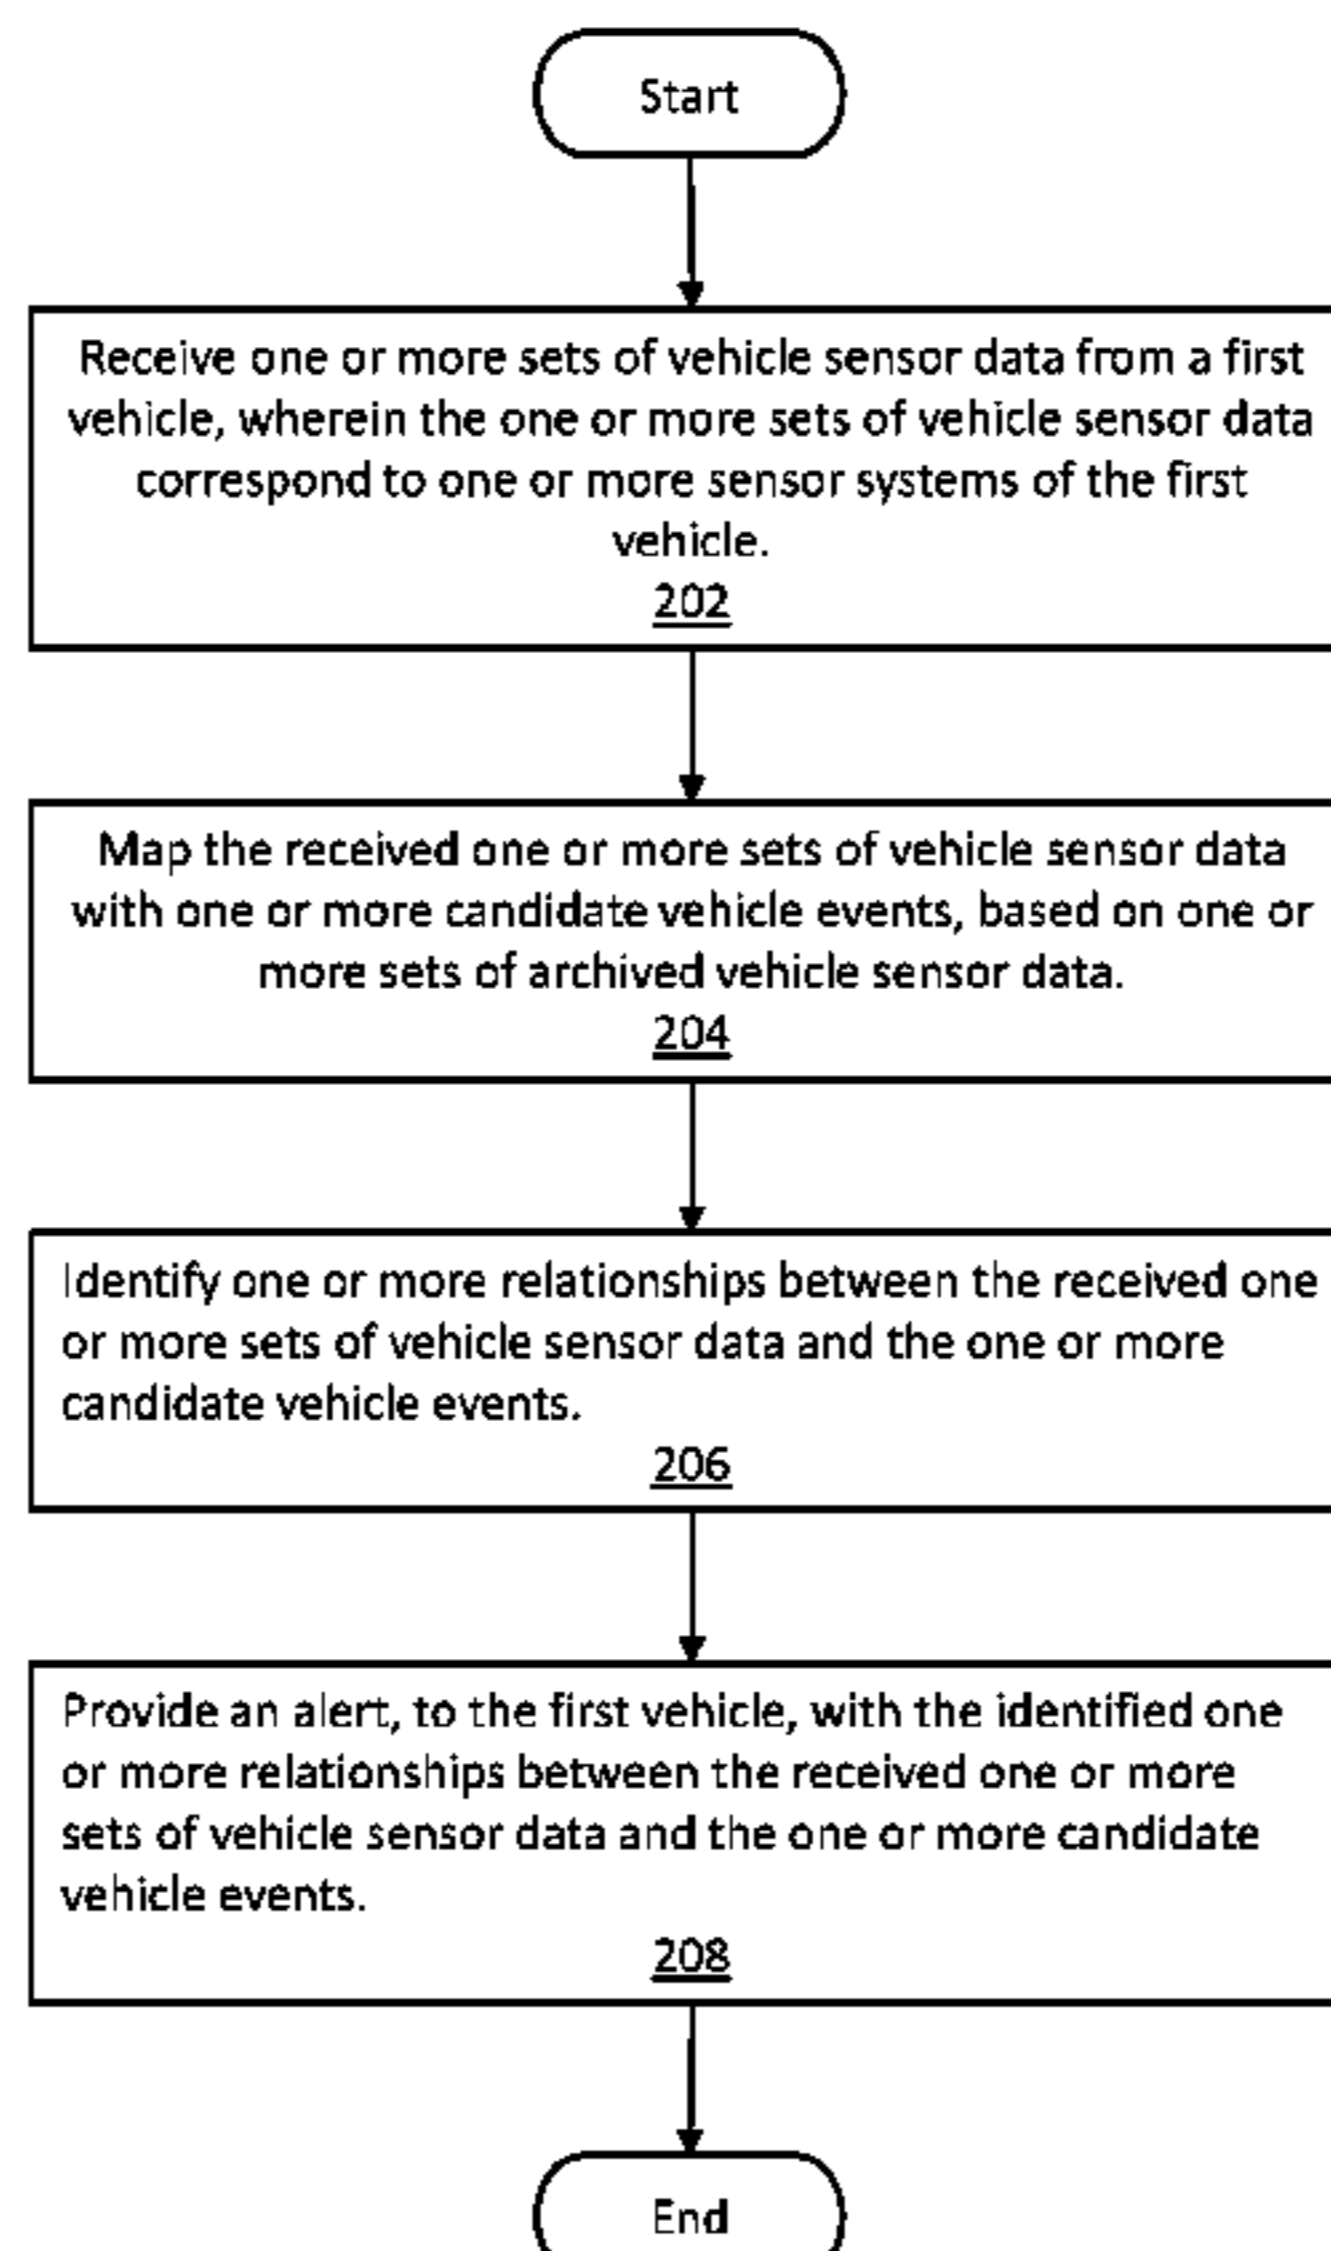 Start
Receive one or more sets of vehicle sensor data from a first
vehicle, wherein the one or more sets of vehicle sensor data
correspond to one or more sensor systems of the first
vehicle.
202
Map the received one or more sets of vehicle sensor data
with one or more candidate vehicle events, based on one or
more sets of archived vehicle sensor data.
204
Identify one or more relationships between the received one
or more sets of vehicle sensor data and the one or more
candidate vehicle events.
206
Provide an alert, to the first vehicle, with the identified one
or more relationships between the received one or more
sets of vehicle sensor data and the one or more candidate
vehicle events.
208
End